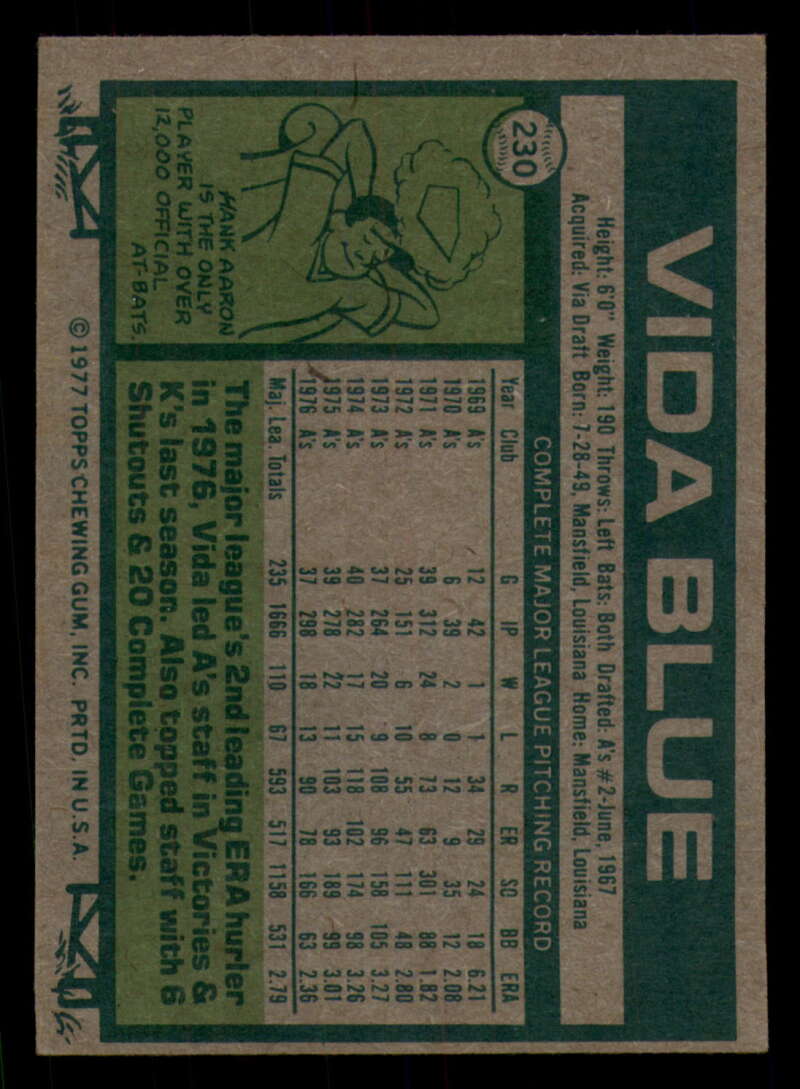 230
VIDA BLUE
Height: 6'0" Weight: 190 Throws: Left Bats: Both Drafted: A's #2-June, 1967
Acquired: Via Draft Born: 7-28-49, Mansfield, Louisiana Home: Mansfield, Louisiana
COMPLETE MAJOR LEAGUE PITCHING RECORD
Year Club G IP W L R ER SO BB ERA
1969 A's 12 42 1 1 34 29 24 18 6.21
1970 A's 6 39 2 0 12 9 35 12 2.08
1971 A's 39 312 24 8 73 63 301 88 1.82
1972 A's 25 151 6 10 55 47 111 48 2.80
1973 A's 37 264 20 9 108 96 158 105 3.27
1974 A's 40 282 17 15 118 102 174 98 3.26
1975 A's 39 278 22 11 103 93 189 99 3.01
1976 A's 37 298 18 13 90 78 166 63 2.36
Maj. Lea. Totals 235 1666 110 67 593 517 1158 531 2.79
HANK AARON
IS THE ONLY
PLAYER WITH OVER
12,000 OFFICIAL
AT-BATS.
The major league's 2nd leading ERA hurler
in 1976, Vida led A's staff in Victories &
K's last season. Also topped staff with 6
Shutouts & 20 Complete Games.
© 1977 TOPPS CHEWING GUM, INC. PRTD. IN U.S.A.